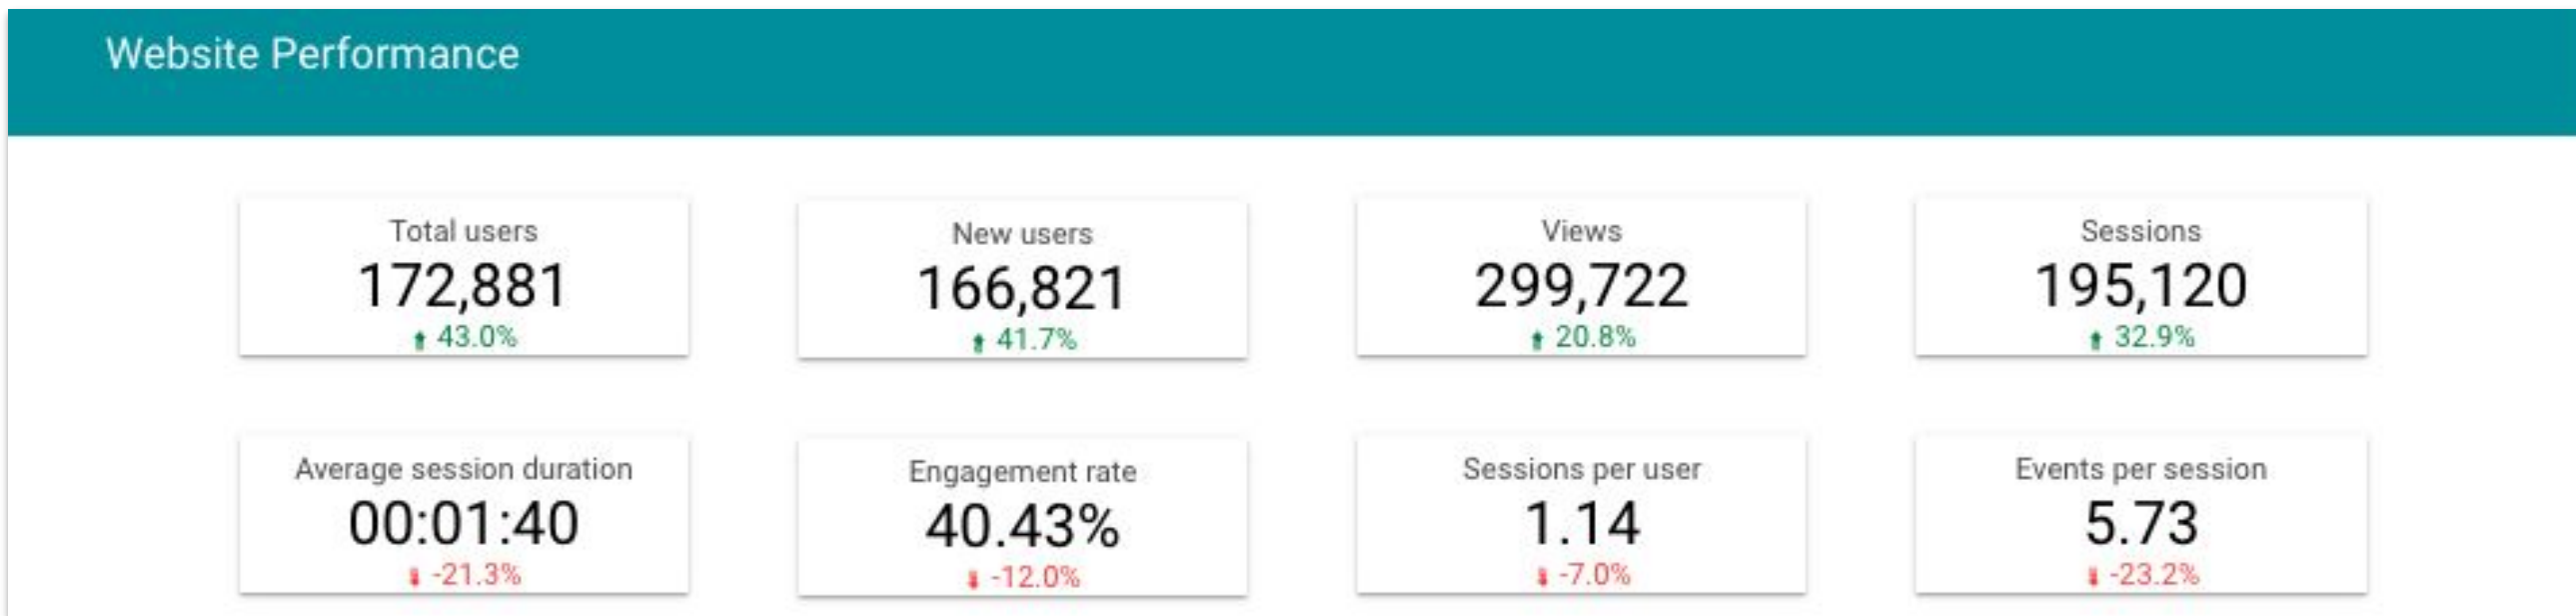 Website Performance
Total users
172,881
43.0%
New users
166,821
41.7%
Views
299,722
20.8%
Sessions
195,120
32.9%
Average session duration
00:01:40
-21.3%
Engagement rate
40.43%
-12.0%
Sessions per user
1.14
-7.0%
Events per session
5.73
-23.2%